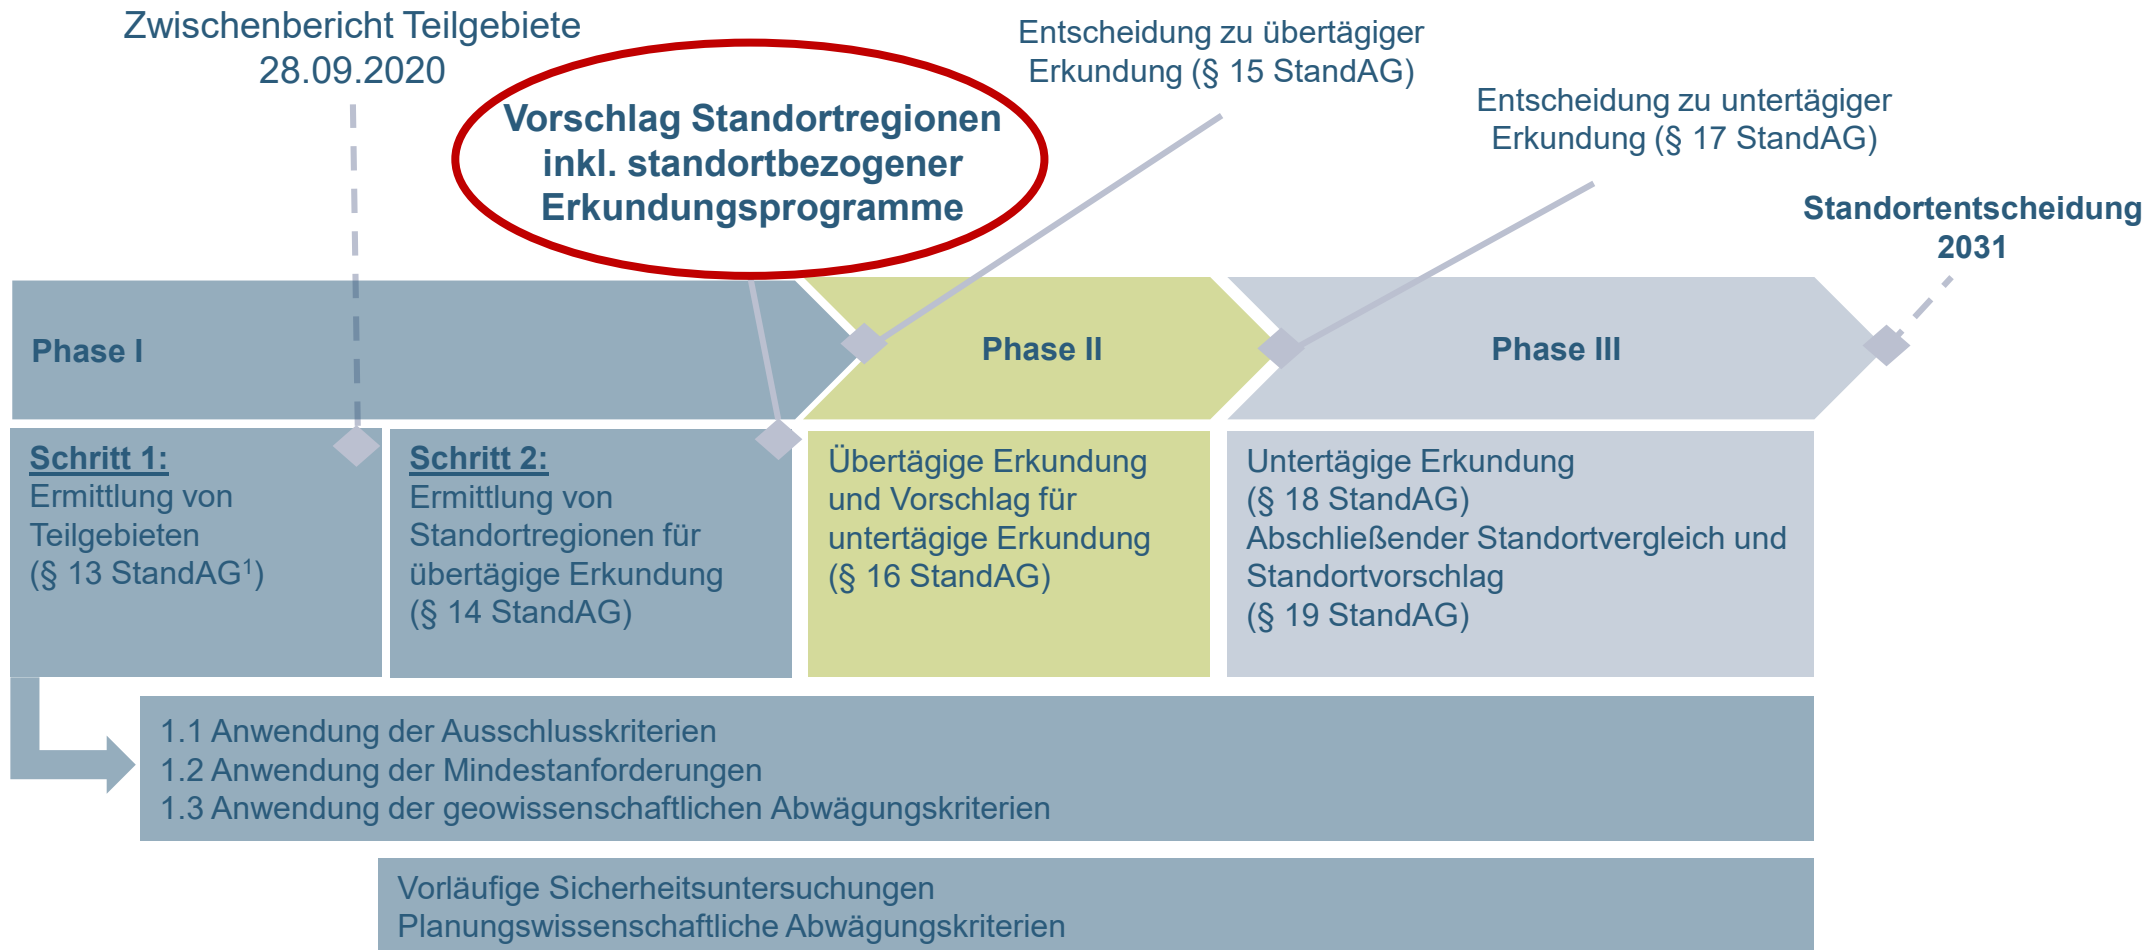 Zwischenbericht Teilgebiete
28.09.2020
Vorschlag Standortregionen
inkl. standortbezogener
Erkundungsprogramme
Entscheidung zu übertägiger
Erkundung (§ 15 StandAG)
Entscheidung zu untertägiger
Erkundung (§ 17 StandAG)
Standortentscheidung
2031
Phase I
Phase II
Phase III
Schritt 1:
Ermittlung von
Teilgebieten
(§ 13 StandAG¹)
Schritt 2:
Ermittlung von
Standortregionen für
übertägige Erkundung
(§ 14 StandAG)
Übertägige Erkundung
und Vorschlag für
untertägige Erkundung
(§ 16 StandAG)
Untertägige Erkundung
(§ 18 StandAG)
Abschließender Standortvergleich und
Standortvorschlag
(§ 19 StandAG)
1.1 Anwendung der Ausschlusskriterien
1.2 Anwendung der Mindestanforderungen
1.3 Anwendung der geowissenschaftlichen Abwägungskriterien
Vorläufige Sicherheitsuntersuchungen
Planungswissenschaftliche Abwägungskriterien